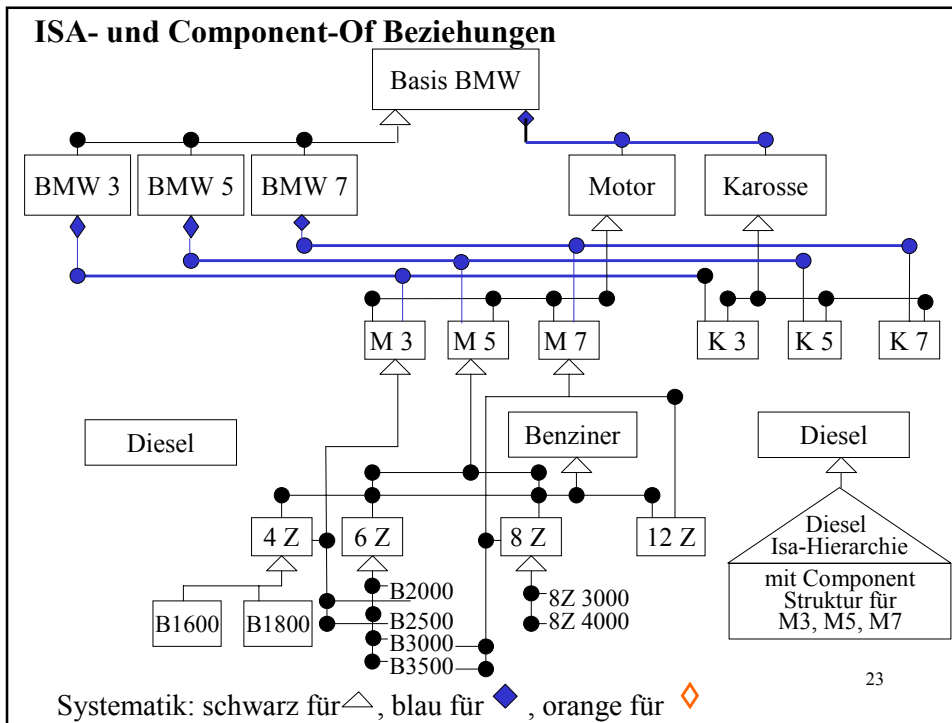 ISA- und Component-Of Beziehungen
Basis BMW
BMW 3 BMW 5 BMW 7 Motor Karosse
M 3 M 5 M 7 K 3 K 5 K 7
Diesel Benziner Diesel
4 Z 6 Z 8 Z 12 Z
Diesel
Isa-Hierarchie
mit Component
Struktur für
M3, M5, M7
B1600 B1800
B2000
B2500
B3000
B3500
8Z 3000
8Z 4000
23
Systematik: schwarz für , blau für , orange für